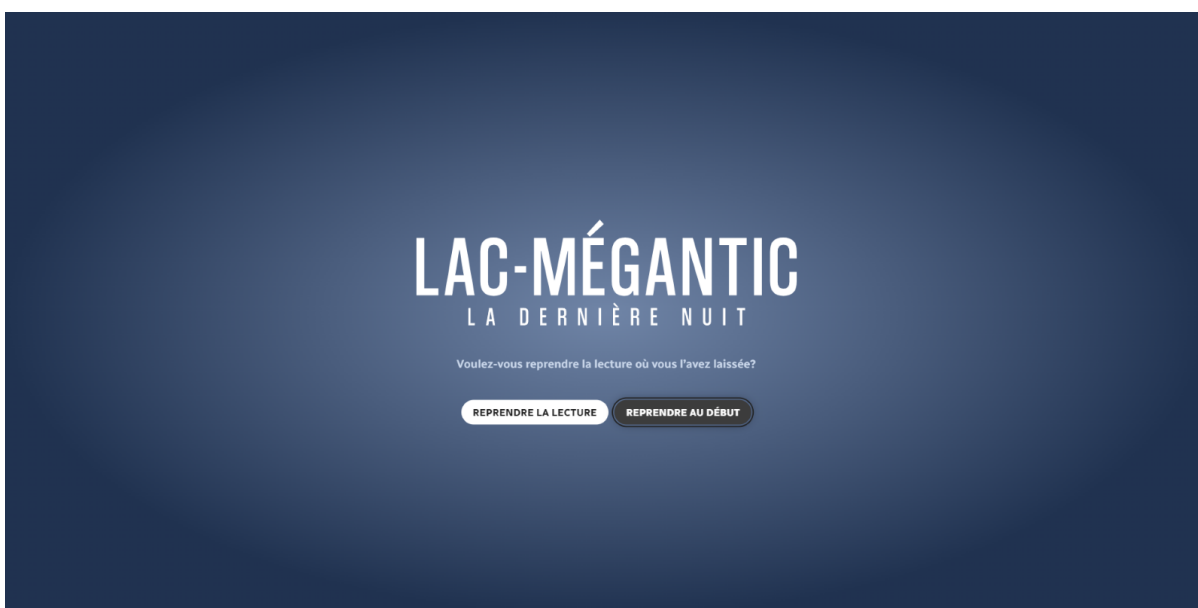 LAC-MÉGANTIC
LA DERNIÈRE NUIT
Voulez-vous reprendre la lecture où vous l'avez laissée?
REPRENDRE LA LECTURE
REPRENDRE AU DÉBUT